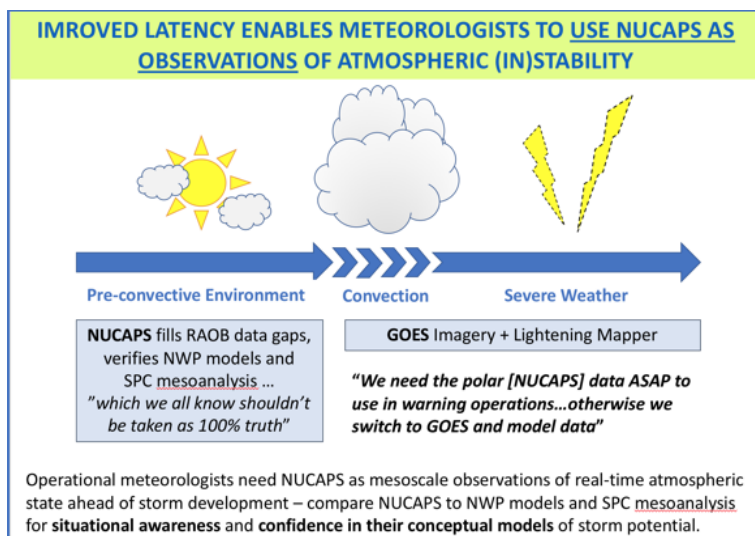 IMROVED LATENCY ENABLES METEOROLOGISTS TO USE NUCAPS AS
OBSERVATIONS OF ATMOSPHERIC (IN)STABILITY
Pre-convective Environment
Convection
Severe Weather
NUCAPS fills RAOB data gaps,
verifies NWP models and
SPC mesoanalysis ...
"which we all know shouldn't
be taken as 100% truth"
GOES Imagery + Lightening Mapper
"We need the polar [NUCAPS] data ASAP to
use in warning operations...otherwise we
switch to GOES and model data"
Operational meteorologists need NUCAPS as mesoscale observations of real-time atmospheric
state ahead of storm development – compare NUCAPS to NWP models and SPC mesoanalysis
for situational awareness and confidence in their conceptual models of storm potential.